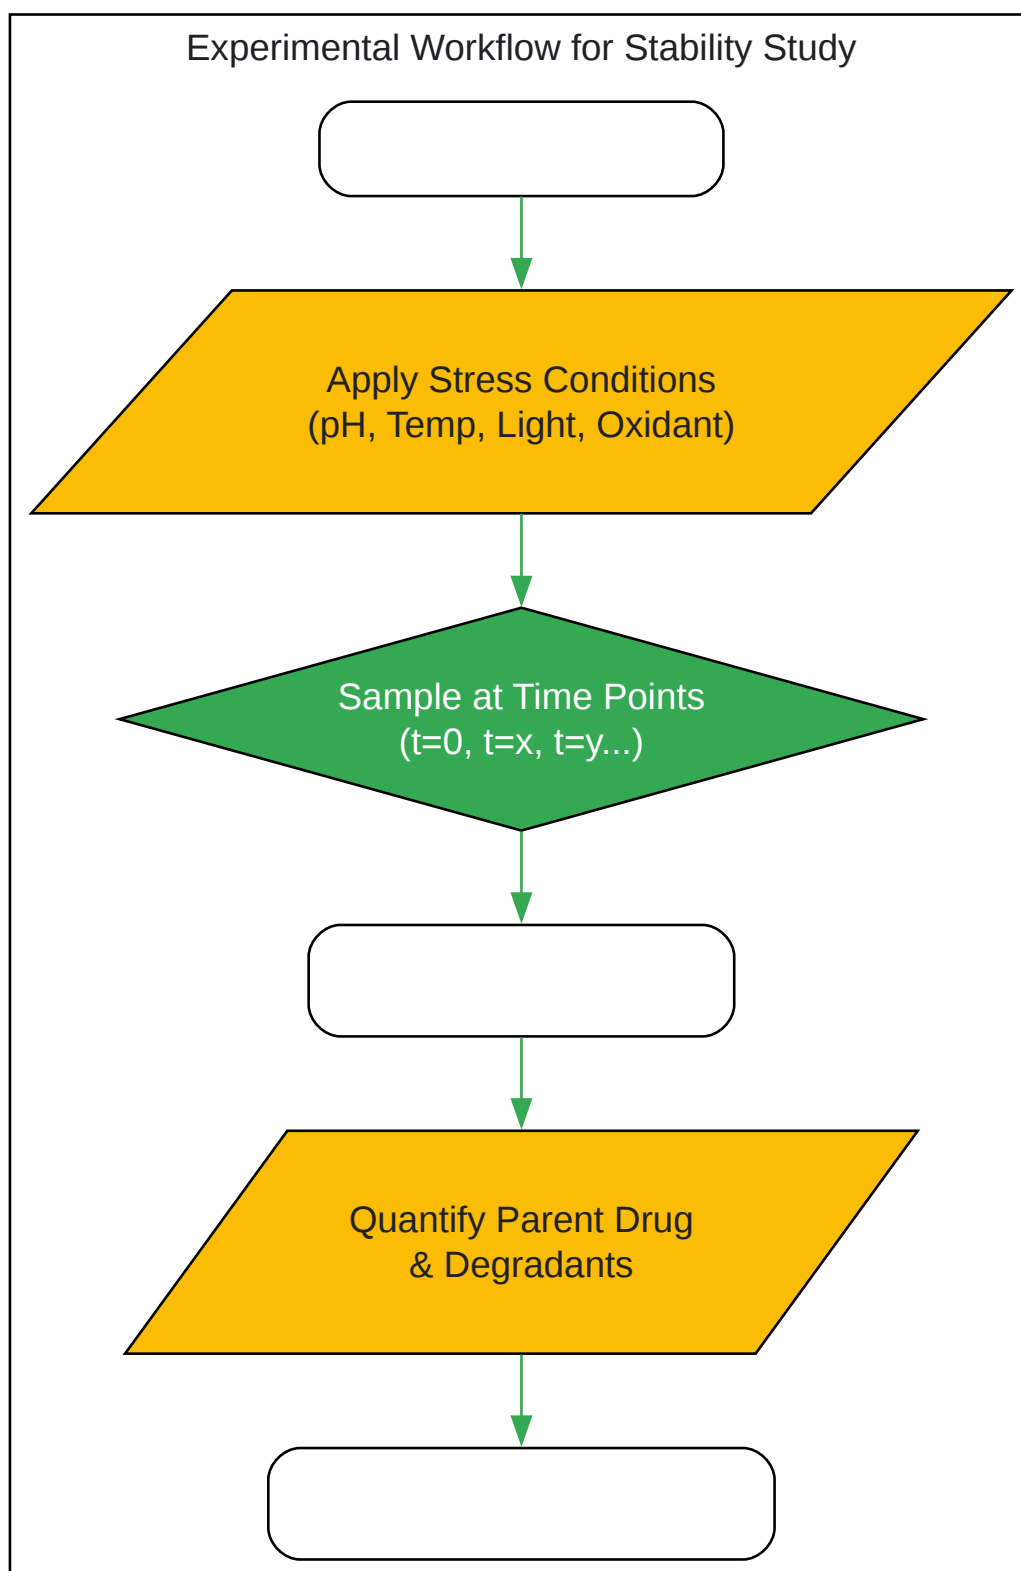 Experimental Workflow for Stability Study
Apply Stress Conditions
(pH, Temp, Light, Oxidant)
Sample at Time Points
(t=0, t=x, t=y...)
Quantify Parent Drug
& Degradants